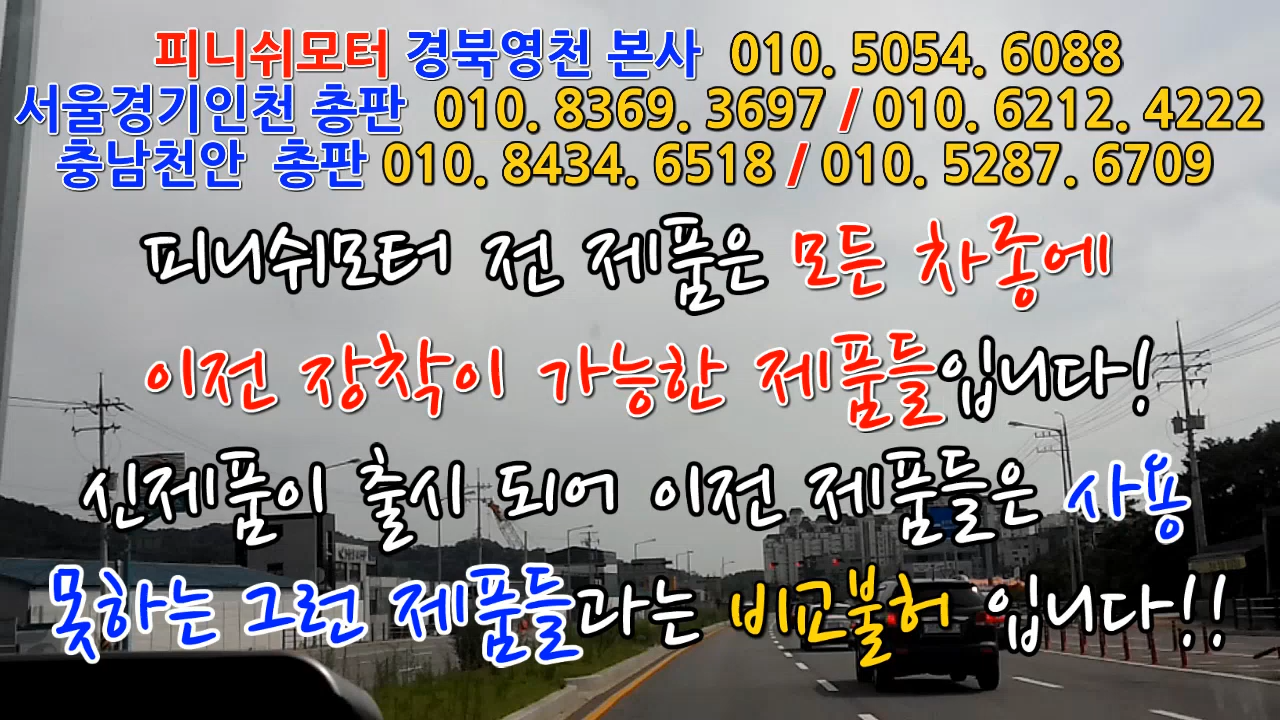 피니쉬모터 경북영천 본사 010. 5054. 6088
서울경기인천 총판 010. 8369. 3697 / 010. 6212. 4222
충남천안 총판 010. 8434. 6518 / 010. 5287. 6709
피니쉬모터 전 제품은 모든 차종에
이전 장착이 가능한 제품들입니다!
신제품이 출시 되어 이전 제품들은 사용
못하는 그런 제품들과는 비교불허 입니다!!